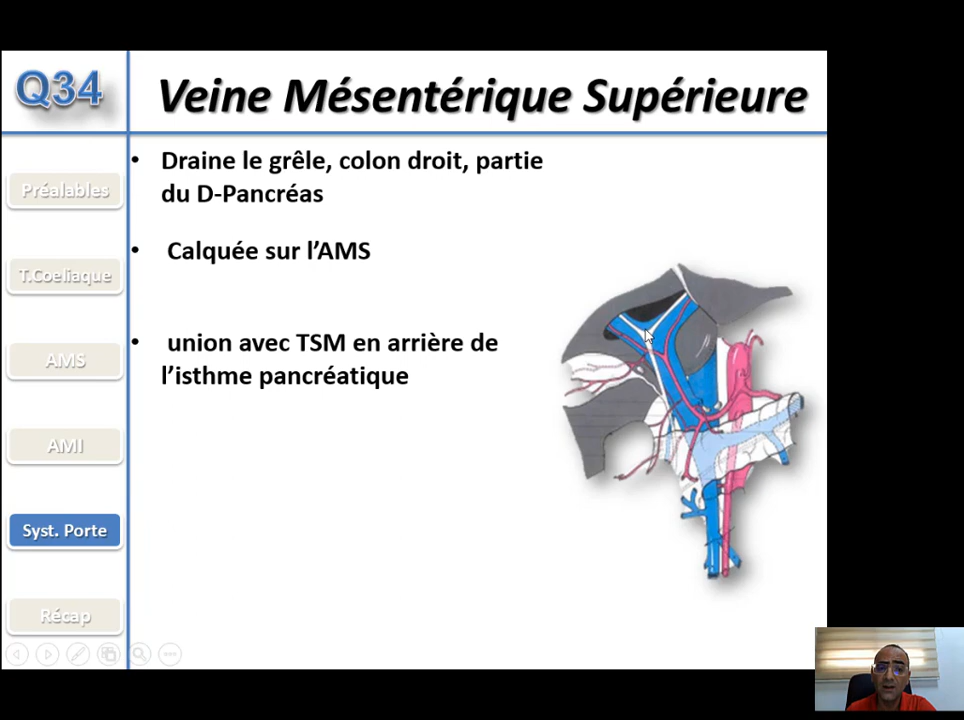 Q34
Veine Mésentérique Supérieure
Préalables
T.Coeliaque
AMS
AMI
Syst. Porte
Récap
• Draine le grêle, colon droit, partie
du D-Pancréas
• Calquée sur l’AMS
• union avec TSM en arrière de
l’isthme pancréatique